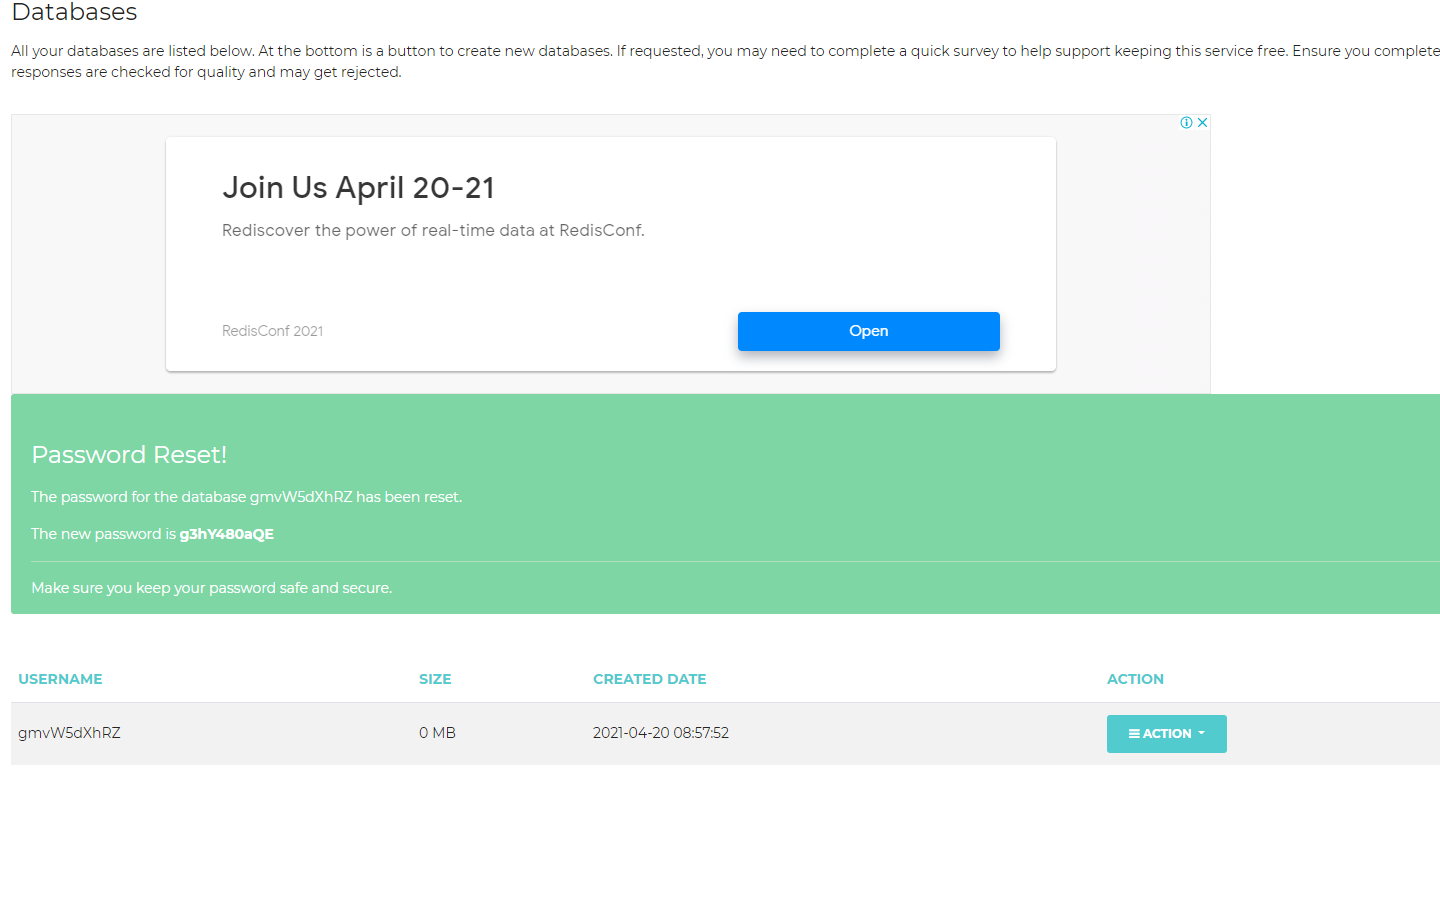 Databases
All your databases are listed below. At the bottom is a button to create new databases. If requested, you may need to complete a quick survey to help support keeping this service free. Ensure you complete
responses are checked for quality and may get rejected.
Join Us April 20-21
Rediscover the power of real-time data at RedisConf.
RedisConf 2021
Open
Password Reset!
The password for the database gmvW5dXhRZ has been reset.
The new password is g3hY480aQE
Make sure you keep your password safe and secure.
USERNAME SIZE CREATED DATE ACTION
gmvW5dXhRZ 0 MB 2021-04-20 08:57:52 ACTION